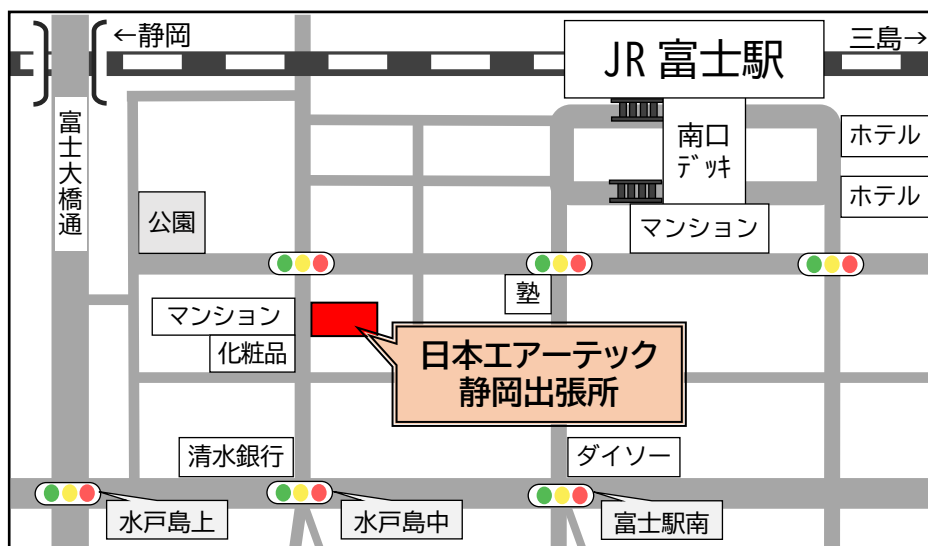 ←静岡
三島→
JR 富士駅
富士大橋通
南口
デッキ
ホテル
ホテル
公園
マンション
塾
マンション
化粧品
日本エアーテック
静岡出張所
清水銀行
ダイソー
水戸島上
水戸島中
富士駅南